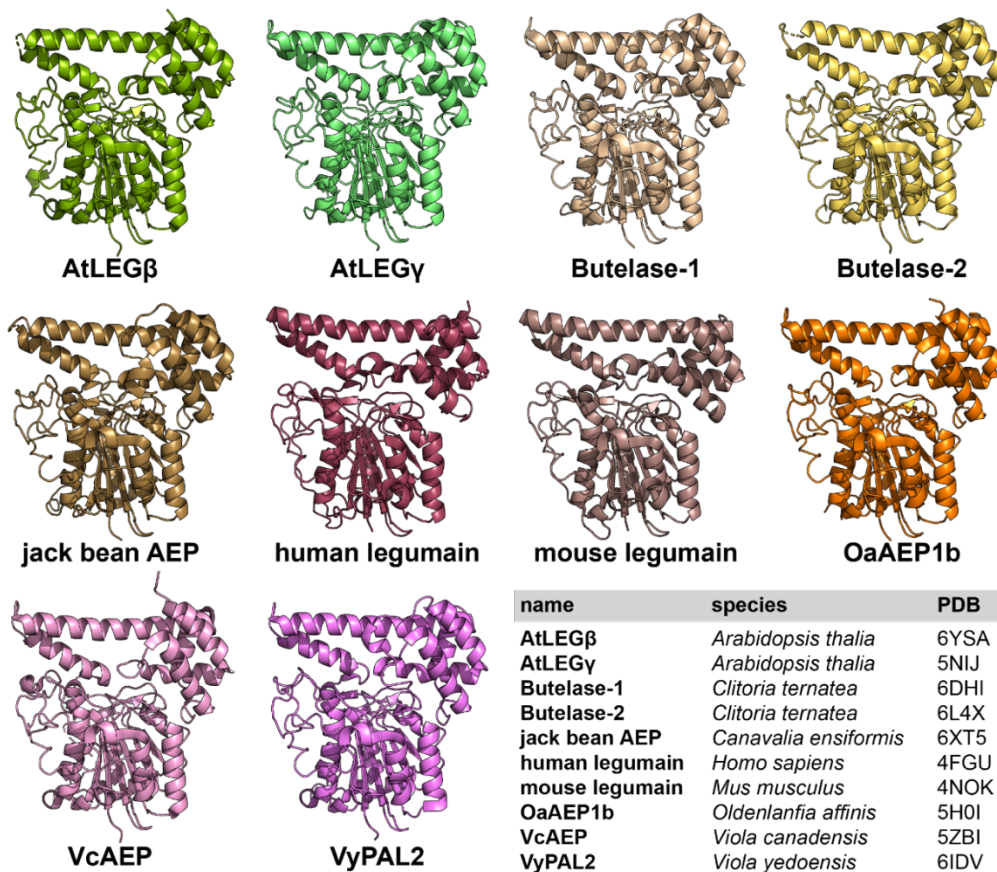 AtLEGβ AtLEGγ Butelase-1 Butelase-2
jack bean AEP human legumain mouse legumain OaAEP1b
VcAEP VyPAL2
name species PDB
AtLEGβ Arabidopsis thalia 6YSA
AtLEGγ Arabidopsis thalia 5NIJ
Butelase-1 Clitoria ternatea 6DHI
Butelase-2 Clitoria ternatea 6L4X
jack bean AEP Canavalia ensiformis 6XT5
human legumain Homo sapiens 4FGU
mouse legumain Mus musculus 4NOK
OaAEP1b Oldenlanfia affinis 5H0I
VcAEP Viola canadensis 5ZBI
VyPAL2 Viola yedoensis 6IDV